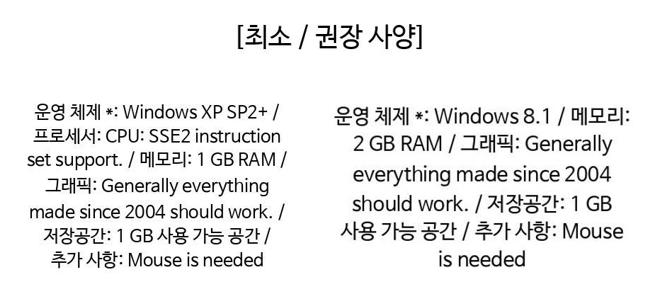 [최소 / 권장 사양]
운영 체제 *: Windows XP SP2+ /
프로세서: CPU: SSE2 instruction
set support. / 메모리: 1 GB RAM /
그래픽: Generally everything
made since 2004 should work. /
저장공간: 1 GB 사용 가능 공간 /
추가 사항: Mouse is needed
운영 체제 *: Windows 8.1 / 메모리:
2 GB RAM / 그래픽: Generally
everything made since 2004
should work. / 저장공간: 1 GB
사용 가능 공간 / 추가 사항: Mouse
is needed